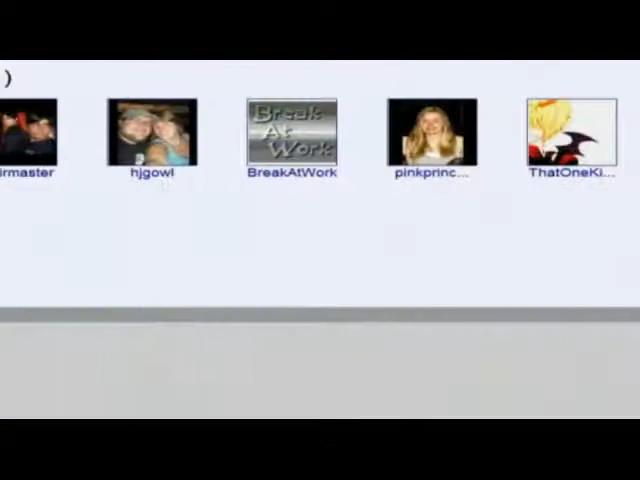 )
irmaster
hjgowl
Break
At
Work
BreakAtWork
pinkprinc...
ThatOneKi...